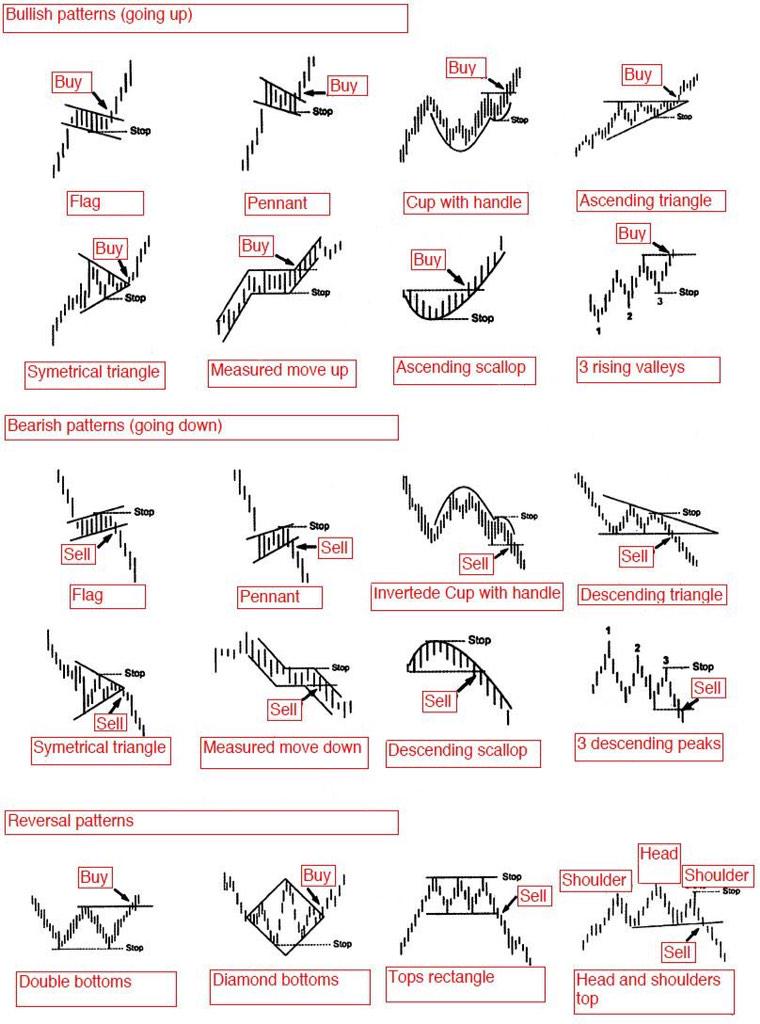 Bullish patterns (going up)
Buy
Stop
Flag
Buy
Stop
Pennant
Buy
Stop
Cup with handle
Buy
Stop
Ascending triangle
Buy
Stop
Symetrical triangle
Buy
Stop
Measured move up
Buy
Stop
Ascending scallop
Buy
Stop
1
2
3
3 rising valleys
Bearish patterns (going down)
Stop
Sell
Flag
Stop
Sell
Pennant
Stop
Sell
Invertede Cup with handle
Stop
Sell
Descending triangle
Stop
Sell
Symetrical triangle
Stop
Sell
Measured move down
Stop
Sell
Descending scallop
1
2
3
Stop
Sell
3 descending peaks
Reversal patterns
Buy
Stop
Double bottoms
Buy
Stop
Diamond bottoms
Stop
Sell
Tops rectangle
Head
Shoulder
Shoulder
Stop
Sell
Head and shoulders
top